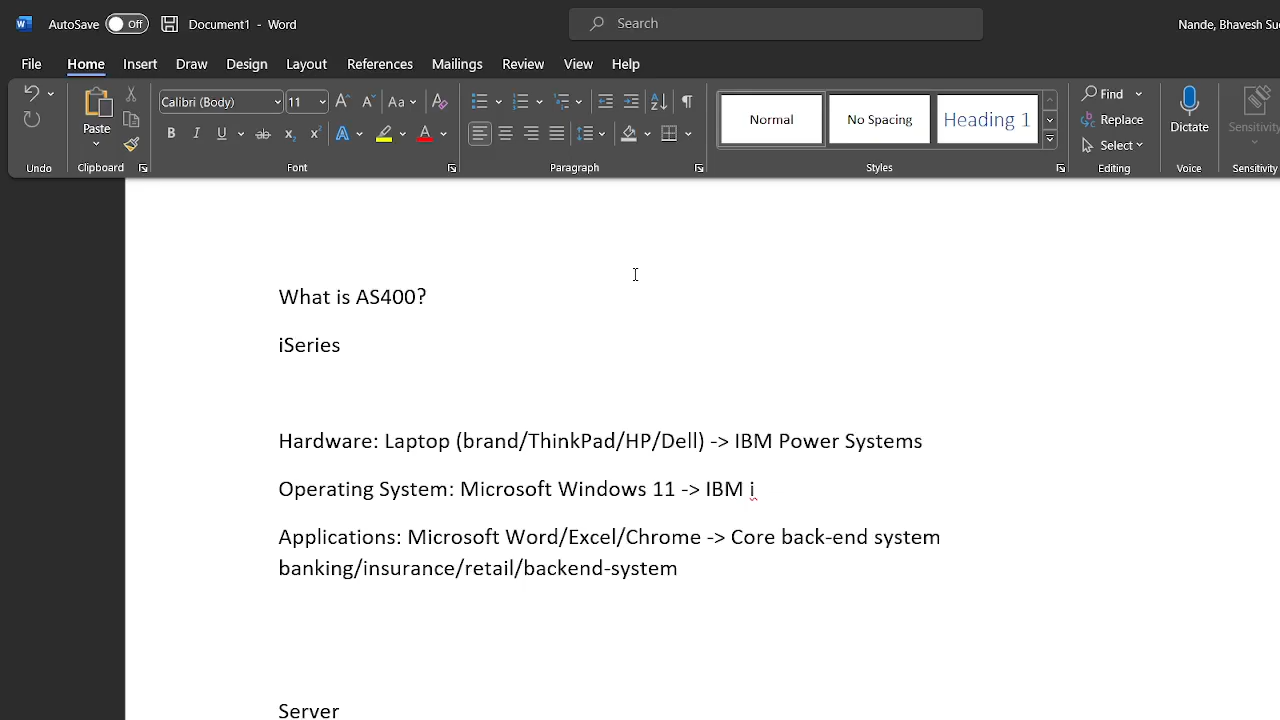 AutoSave Off Document1 - Word Search Nande, Bhavesh
File Home Insert Draw Design Layout References Mailings Review View Help
Calibri (Body) 11 Aa Normal No Spacing Heading 1 Find
Paste Replace Dictate Sensitivity
Select
Undo Clipboard Font Paragraph Styles Editing Voice Sensitivity
What is AS400?
iSeries
Hardware: Laptop (brand/ThinkPad/HP/Dell) -> IBM Power Systems
Operating System: Microsoft Windows 11 -> IBM i
Applications: Microsoft Word/Excel/Chrome -> Core back-end system
banking/insurance/retail/backend-system
Server